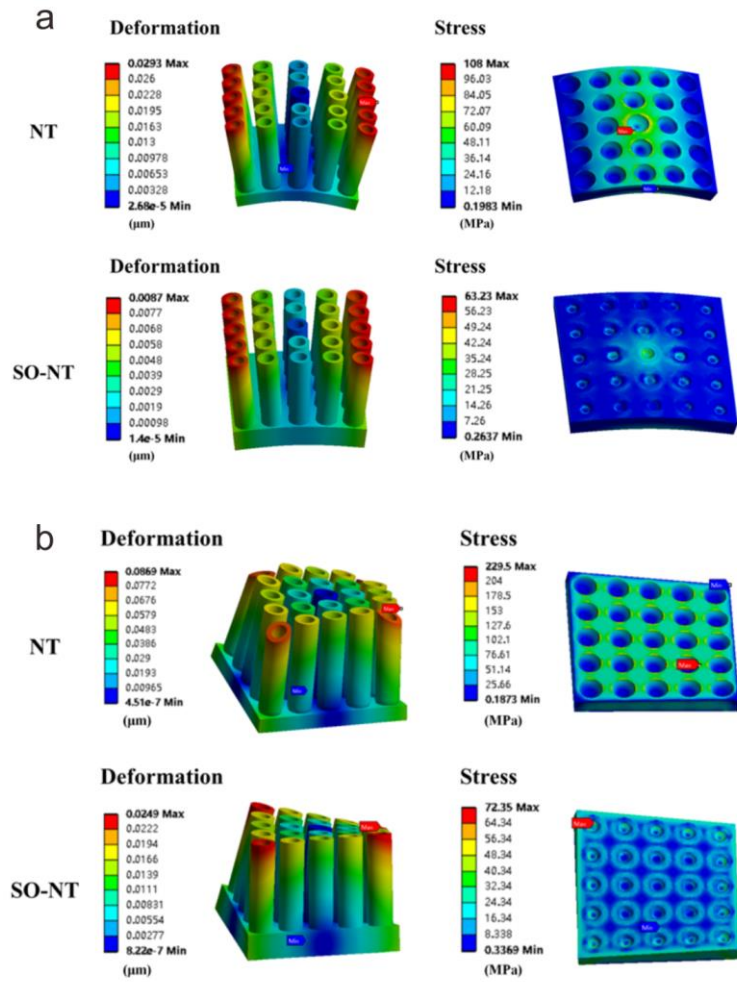 a
Deformation
Stress
NT
0.0293 Max
0.026
0.0228
0.0195
0.0163
0.013
0.00978
0.00653
0.00328
2.68e-5 Min
(μm)
Max
Min
108 Max
96.03
84.05
72.07
60.09
48.11
36.14
24.16
12.18
0.1983 Min
(MPa)
Max
Min
Deformation
Stress
SO-NT
0.0087 Max
0.0077
0.0068
0.0058
0.0048
0.0039
0.0029
0.0019
0.00098
1.4e-5 Min
(μm)
63.23 Max
56.23
49.24
42.24
35.24
28.25
21.25
14.26
7.26
0.2637 Min
(MPa)
b
Deformation
Stress
NT
0.0869 Max
0.0772
0.0676
0.0579
0.0483
0.0386
0.029
0.0193
0.00965
4.51e-7 Min
(μm)
Max
Min
229.5 Max
204
178.5
153
127.6
102.1
76.61
51.14
25.66
0.1873 Min
(MPa)
Min
Max
Deformation
Stress
SO-NT
0.0249 Max
0.0222
0.0194
0.0166
0.0139
0.0111
0.00831
0.00554
0.00277
8.22e-7 Min
(μm)
Max
Min
72.35 Max
64.34
56.34
48.34
40.34
32.34
24.34
16.34
8.338
0.3369 Min
(MPa)
Max
Min